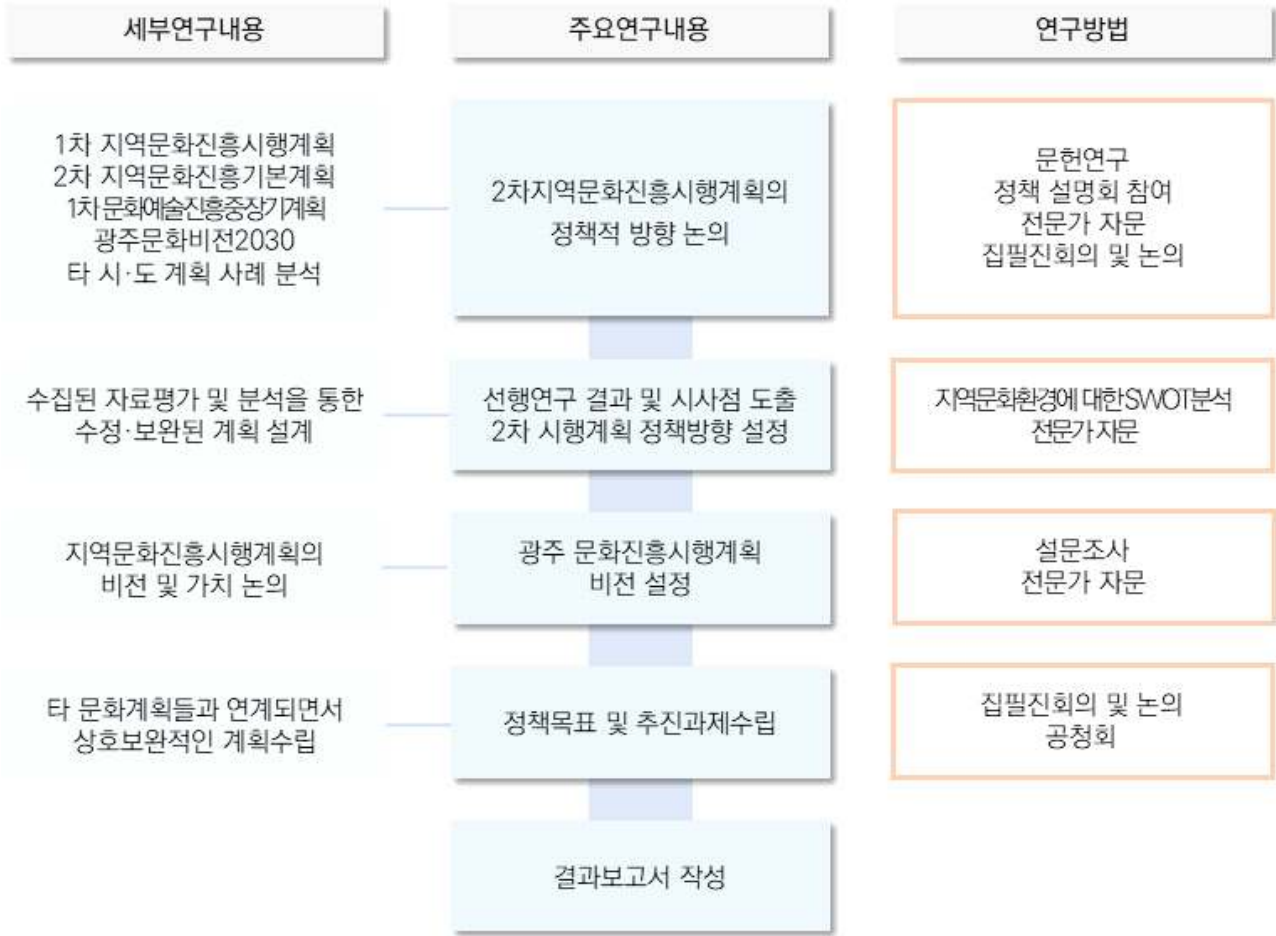 세부연구내용
주요연구내용
연구방법
1차 지역문화진흥시행계획
2차 지역문화진흥기본계획
1차 문화예술진흥중장기계획
광주문화비전2030
타 시·도 계획 사례 분석
2차지역문화진흥시행계획의
정책적 방향 논의
문헌연구
정책 설명회 참여
전문가 자문
집필진회의 및 논의
수집된 자료평가 및 분석을 통한
수정·보완된 계획 설계
선행연구 결과 및 시사점 도출
2차 시행계획 정책방향 설정
지역문화환경에 대한 SWOT분석
전문가 자문
지역문화진흥시행계획의
비전 및 가치 논의
광주 문화진흥시행계획
비전 설정
설문조사
전문가 자문
타 문화계획들과 연계되면서
상호보완적인 계획수립
정책목표 및 추진과제수립
집필진회의 및 논의
공청회
결과보고서 작성